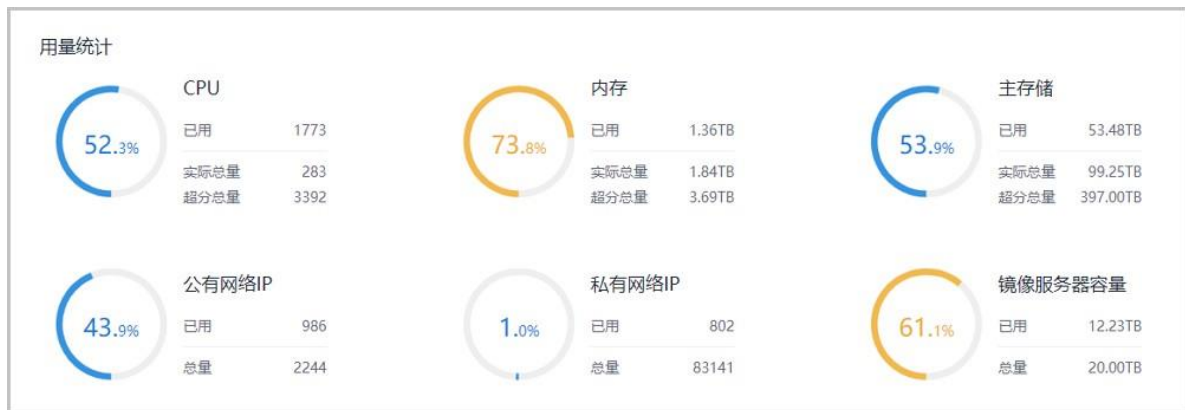 用量统计
52.3%
CPU
已用 1773
实际总量 283
超分总量 3392
73.8%
内存
已用 1.36TB
实际总量 1.84TB
超分总量 3.69TB
53.9%
主存储
已用 53.48TB
实际总量 99.25TB
超分总量 397.00TB
43.9%
公有网络IP
已用 986
总量 2244
1.0%
私有网络IP
已用 802
总量 83141
61.1%
镜像服务器容量
已用 12.23TB
总量 20.00TB